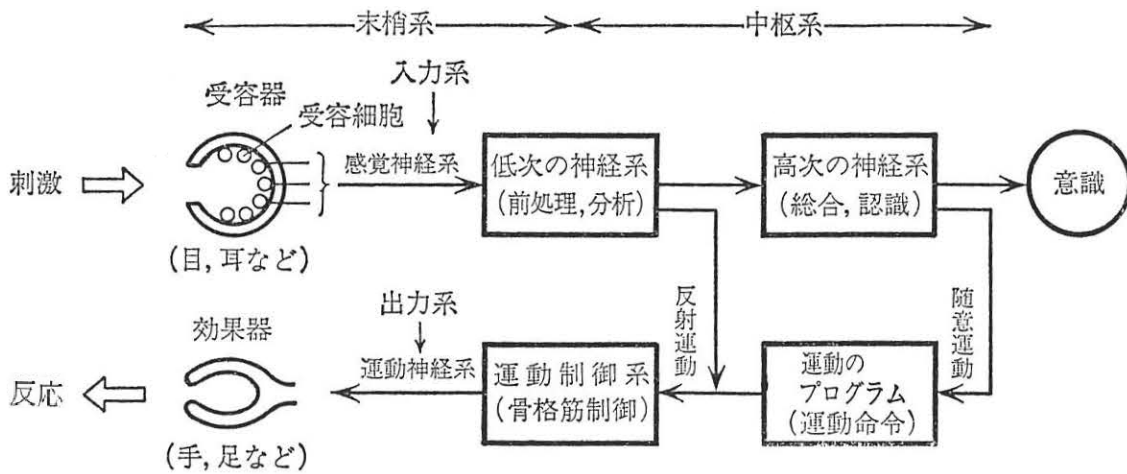 末梢系
中枢系
入力系
受容器
受容細胞
刺激
感覚神経系
低次の神経系
(前処理,分析)
高次の神経系
(総合,認識)
意識
(目,耳など)
反射運動
随意運動
出力系
効果器
反応
運動神経系
運動制御系
(骨格筋制御)
運動の
プログラム
(運動命令)
(手,足など)